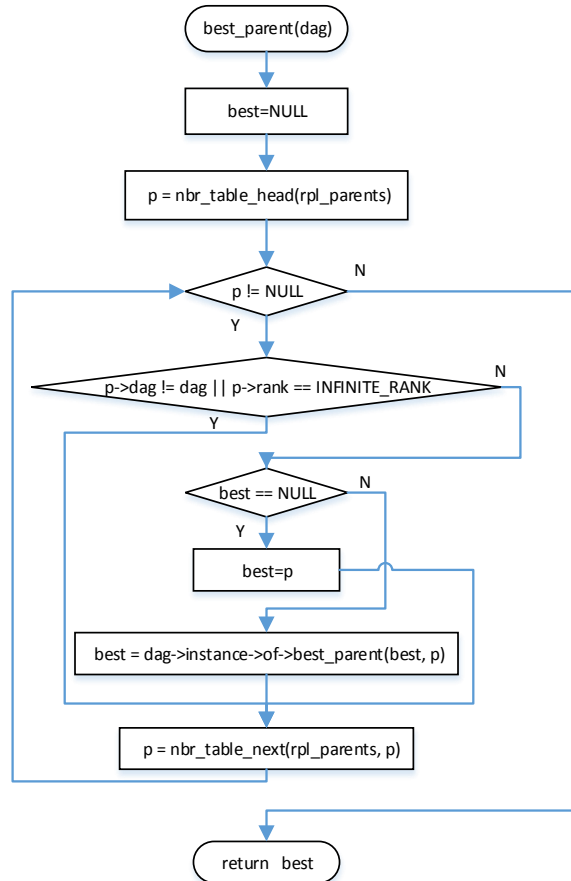 best_parent(dag)
best=NULL
p = nbr_table_head(rpl_parents)
p != NULL
N
Y
p->dag != dag || p->rank == INFINITE_RANK
N
Y
best == NULL
N
Y
best=p
best = dag->instance->of->best_parent(best, p)
p = nbr_table_next(rpl_parents, p)
return best